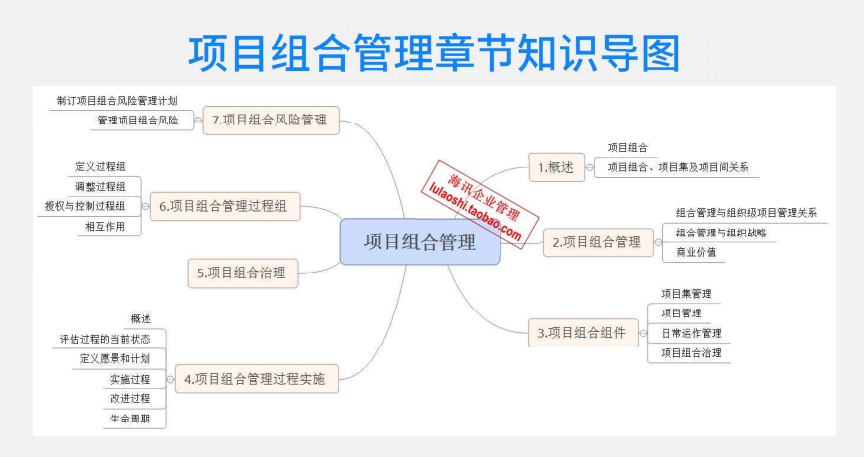 项目组合管理章节知识导图
制订项目组合风险管理计划
管理项目组合风险
7.项目组合风险管理
项目组合
1.概述
项目组合、项目集及项目间关系
定义过程组
调整过程组
授权与控制过程组
相互作用
6.项目组合管理过程组
海讯企业管理
lulaoshi.taobao.com
项目组合管理
组合管理与组织级项目管理关系
2.项目组合管理
组合管理与组织战略
商业价值
5.项目组合治理
项目集管理
项目管理
3.项目组合组件
日常运作管理
项目组合治理
概述
评估过程的当前状态
定义愿景和计划
实施过程
改进过程
生命周期
4.项目组合管理过程实施